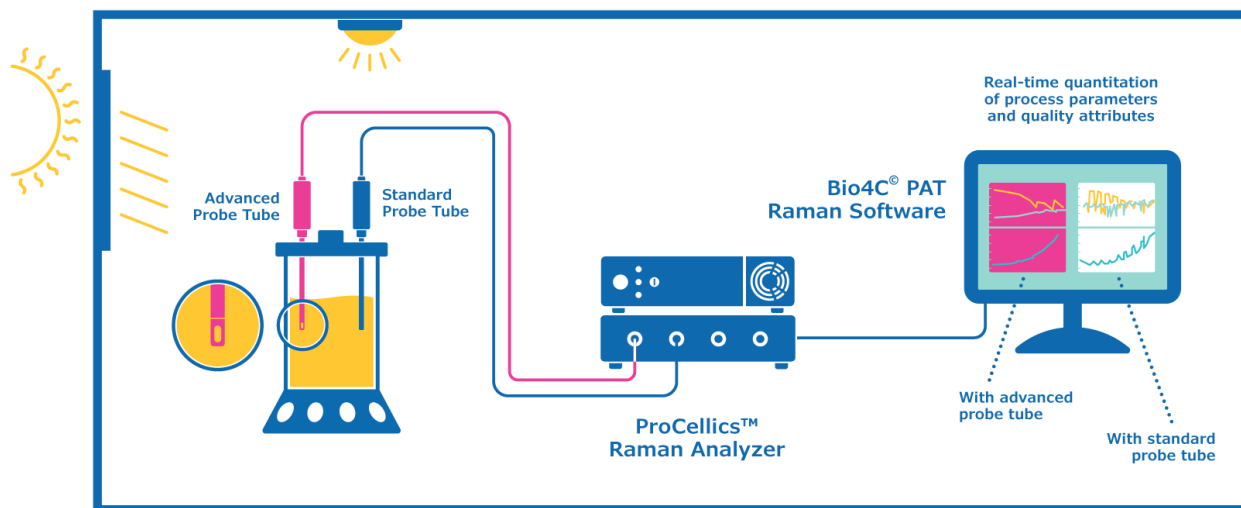 Real-time quantitation
of process parameters
and quality attributes
Bio4C© PAT
Raman Software
Advanced
Probe Tube
Standard
Probe Tube
With advanced
probe tube
ProCellics™
Raman Analyzer
With standard
probe tube